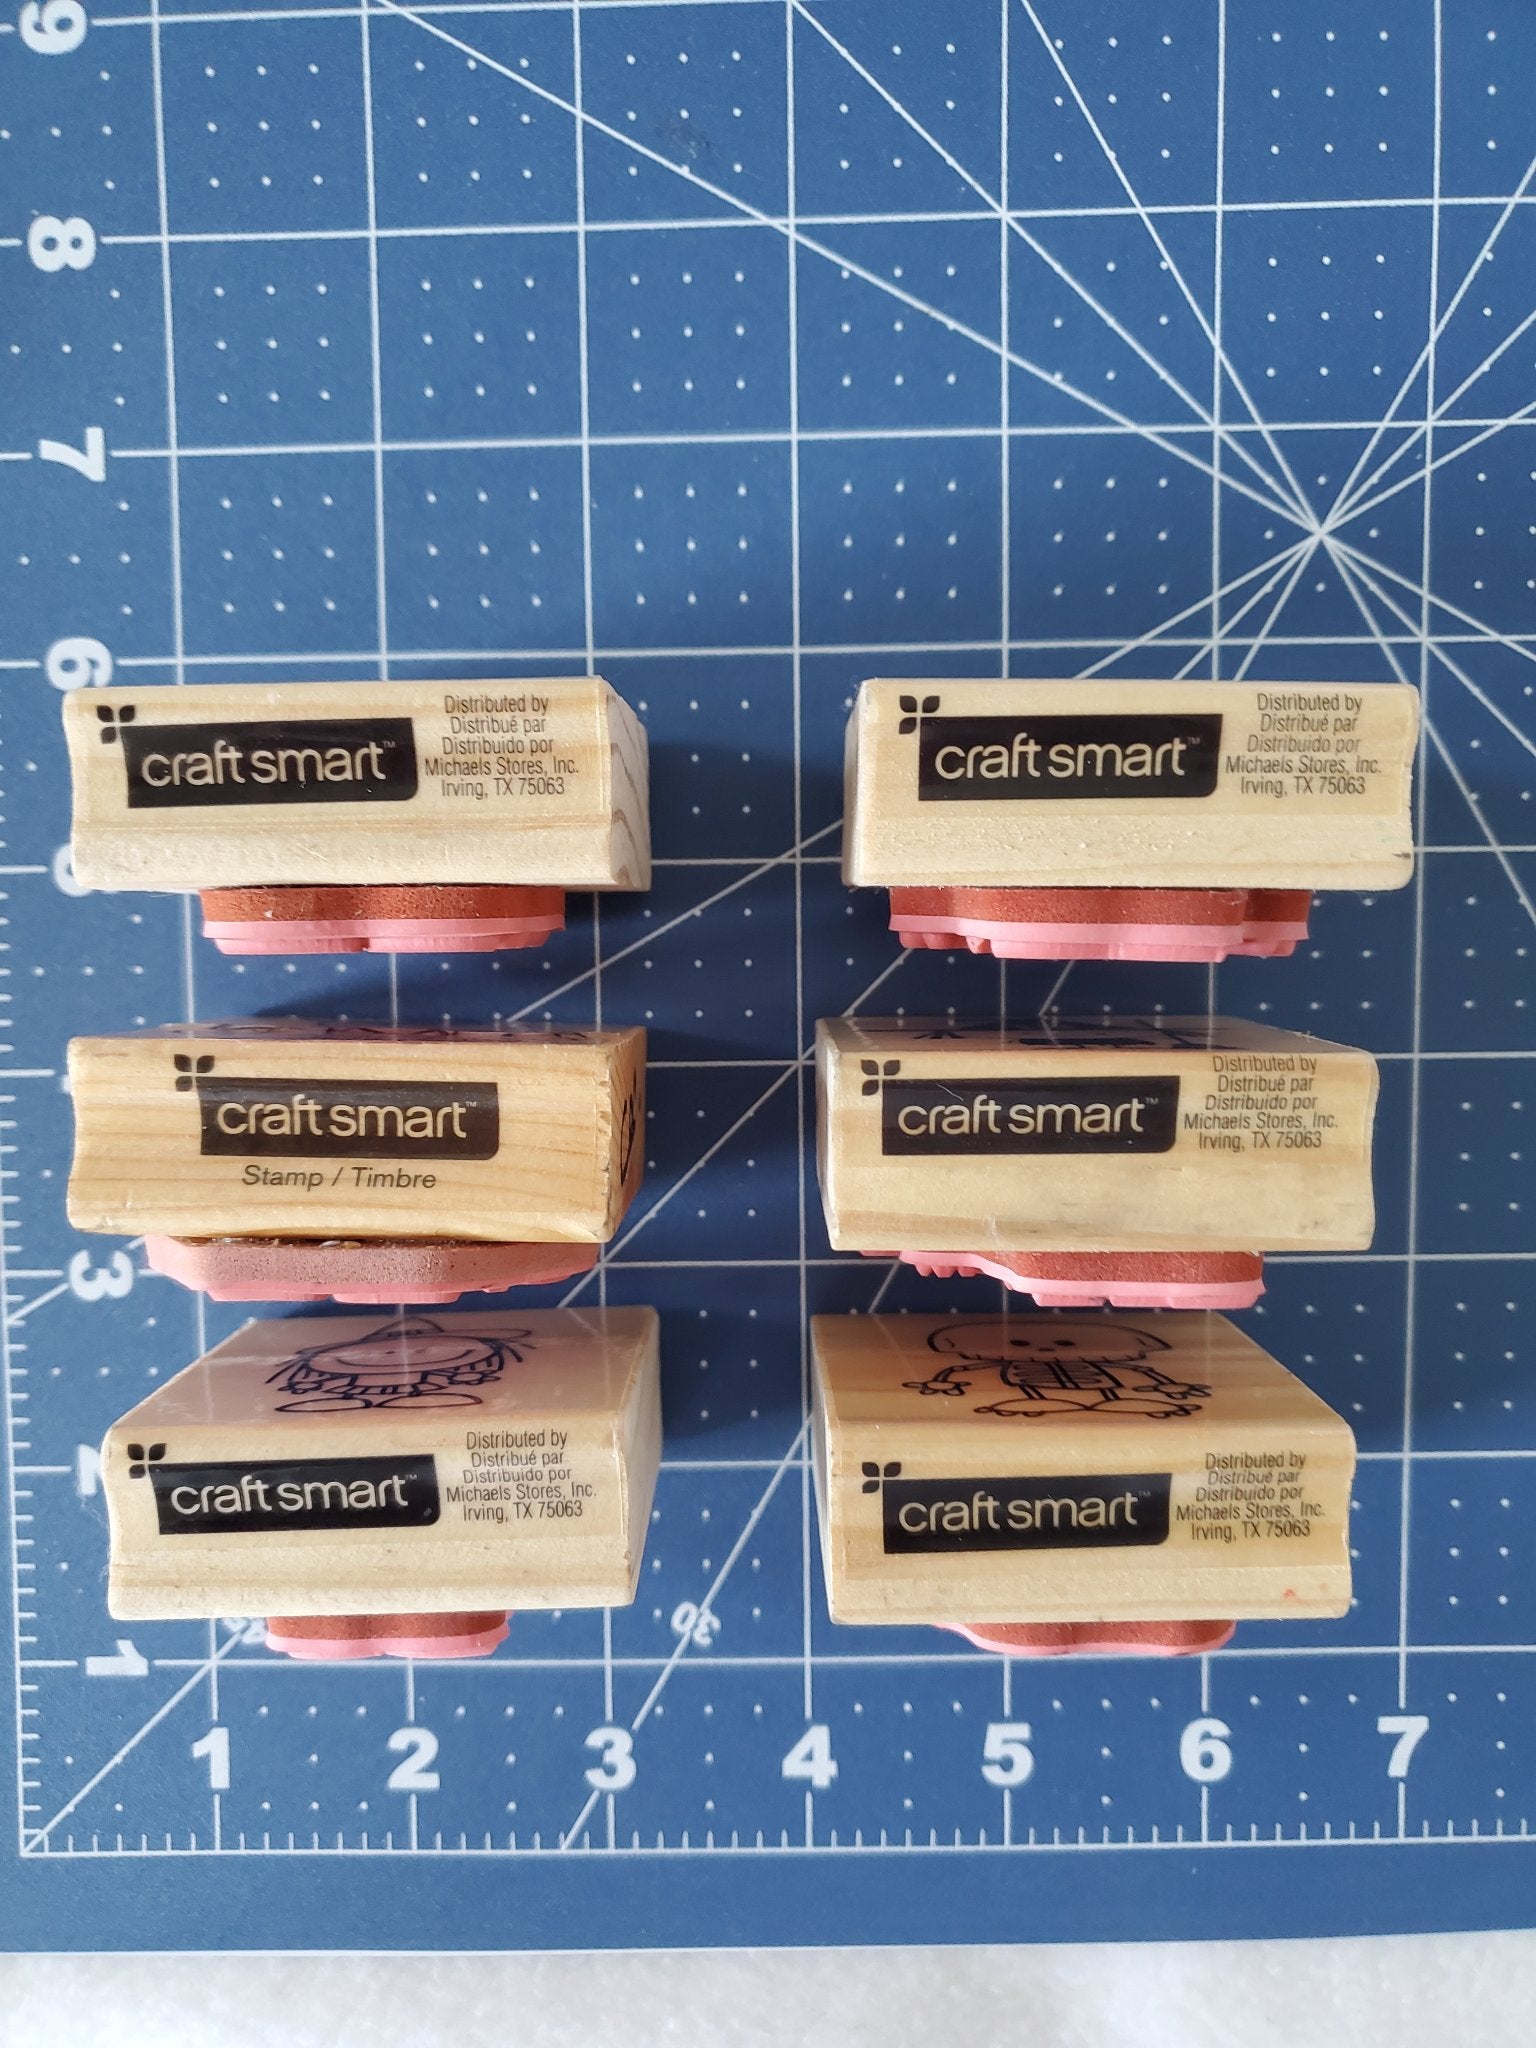 9
8
7
6
5
4
3
2
1
craft smart™
Distributed by
Distribué par
Distribuido por
Michaels Stores, Inc.
Irving, TX 75063
craft smart™
Distributed by
Distribué par
Distribuido por
Michaels Stores, Inc.
Irving, TX 75063
craft smart™
Stamp / Timbre
craft smart™
Distributed by
Distribué par
Distribuido por
Michaels Stores, Inc.
Irving, TX 75063
craft smart™
Distributed by
Distribué par
Distribuido por
Michaels Stores, Inc.
Irving, TX 75063
craft smart™
Distributed by
Distribué par
Distribuido por
Michaels Stores, Inc.
Irving, TX 75063
30
1 2 3 4 5 6 7